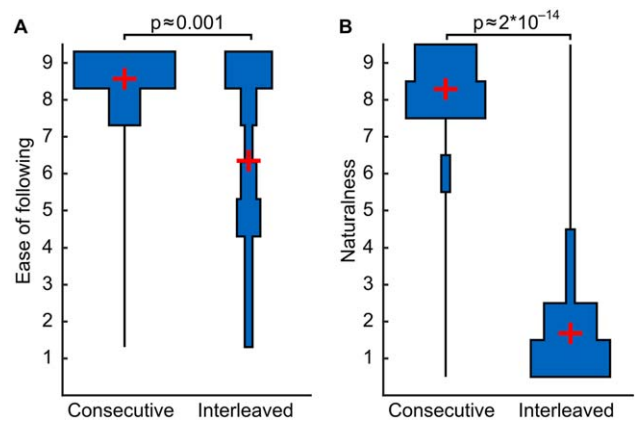 A
p≈0.001
9
8
7
6
5
4
3
2
1
Ease of following
Consecutive
Interleaved
B
p≈2*10⁻¹⁴
9
8
7
6
5
4
3
2
1
Naturalness
Consecutive
Interleaved